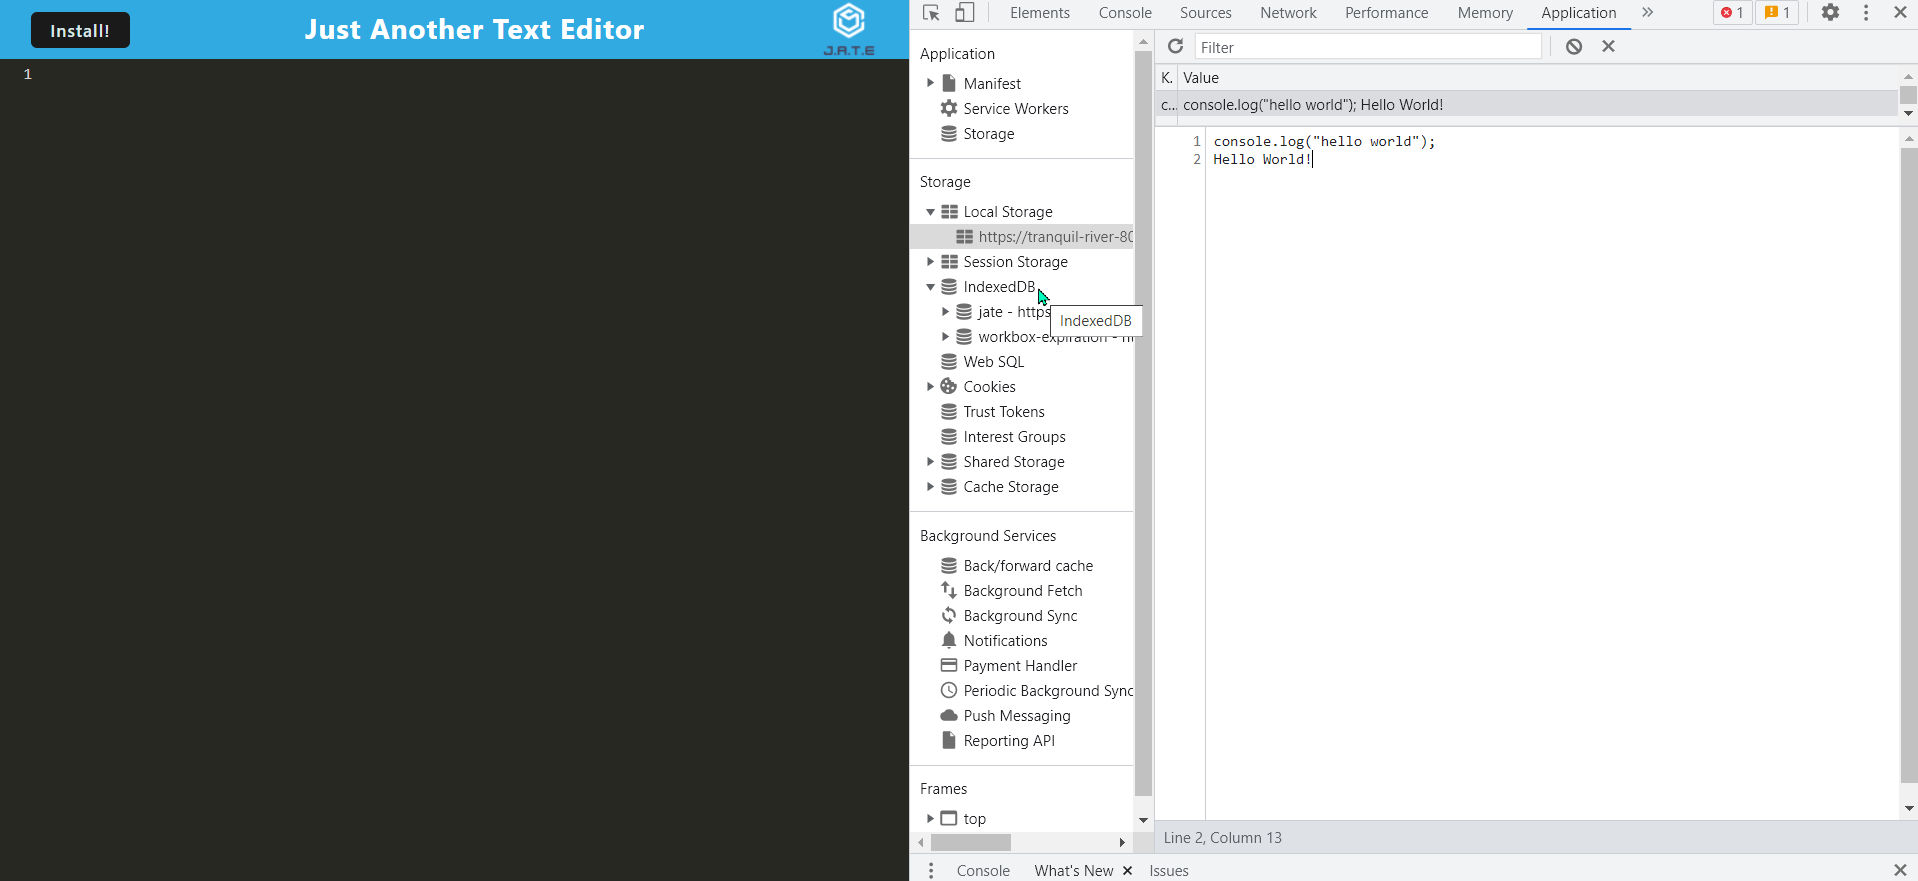 Install!
Just Another Text Editor
J.A.T.E
1
Elements Console Sources Network Performance Memory Application » 1 1
Application
Manifest
Service Workers
Storage
Storage
Local Storage
https://tranquil-river-80
Session Storage
IndexedDB
jate - https
IndexedDB
workbox-expiration -
Web SQL
Cookies
Trust Tokens
Interest Groups
Shared Storage
Cache Storage
Background Services
Back/forward cache
Background Fetch
Background Sync
Notifications
Payment Handler
Periodic Background Sync
Push Messaging
Reporting API
Frames
top
Filter
K. Value
c... console.log("hello world"); Hello World!
1 console.log("hello world");
2 Hello World!
Line 2, Column 13
Console What's New × Issues